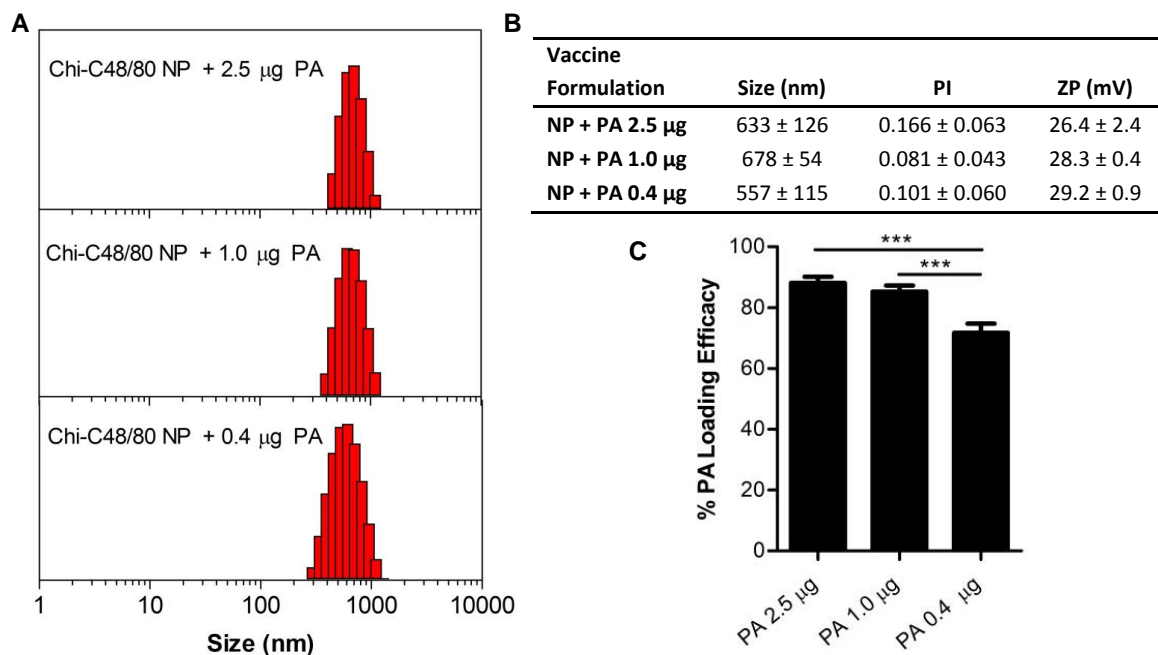 A
Chi-C48/80 NP + 2.5 μg PA
Chi-C48/80 NP + 1.0 μg PA
Chi-C48/80 NP + 0.4 μg PA
1 10 100 1000 10000
Size (nm)
B
Vaccine
Formulation Size (nm) PI ZP (mV)
NP + PA 2.5 μg 633 ± 126 0.166 ± 0.063 26.4 ± 2.4
NP + PA 1.0 μg 678 ± 54 0.081 ± 0.043 28.3 ± 0.4
NP + PA 0.4 μg 557 ± 115 0.101 ± 0.060 29.2 ± 0.9
C
% PA Loading Efficacy
100
80
60
40
20
0
***
***
PA 2.5 μg
PA 1.0 μg
PA 0.4 μg